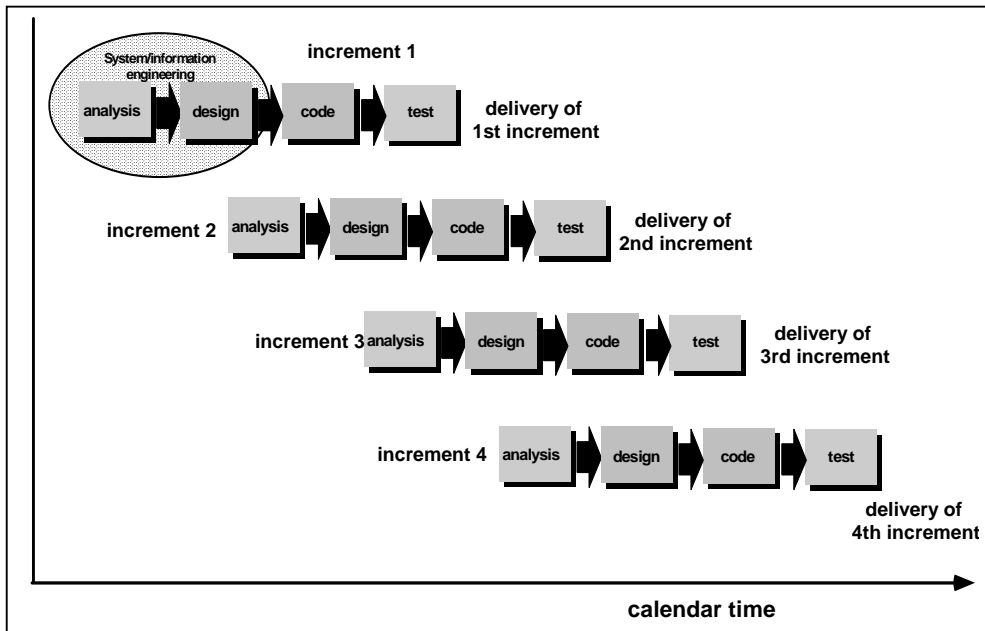 System/information
engineering
increment 1
analysis
design
code
test
delivery of
1st increment
increment 2
analysis
design
code
test
delivery of
2nd increment
increment 3
analysis
design
code
test
delivery of
3rd increment
increment 4
analysis
design
code
test
delivery of
4th increment
calendar time